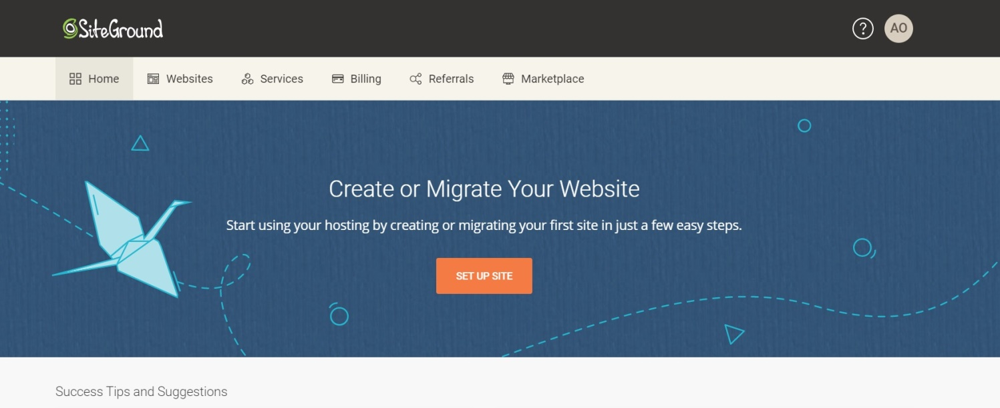 SiteGround
? AO
Home Websites Services Billing Referrals Marketplace
Create or Migrate Your Website
Start using your hosting by creating or migrating your first site in just a few easy steps.
SET UP SITE
Success Tips and Suggestions